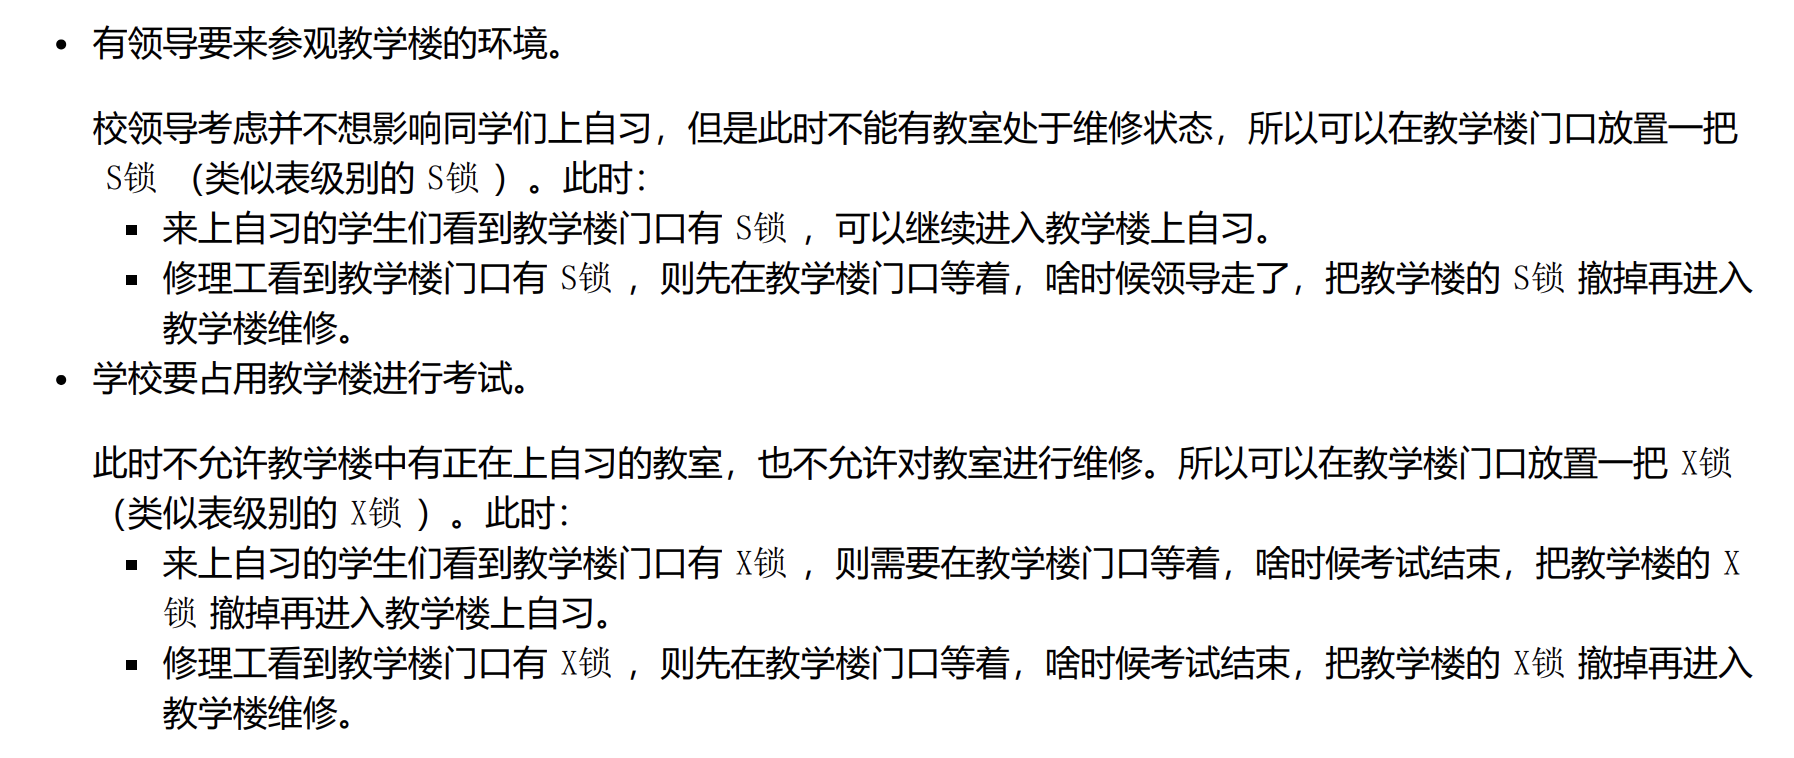 • 有领导要来参观教学楼的环境。
校领导考虑并不想影响同学们上自习，但是此时不能有教室处于维修状态，所以可以在教学楼门口放置一把
S锁 （类似表级别的 S锁 ）。此时：
▪ 来上自习的学生们看到教学楼门口有 S锁 ，可以继续进入教学楼上自习。
▪ 修理工看到教学楼门口有 S锁 ，则先在教学楼门口等着，啥时候领导走了，把教学楼的 S锁 撤掉再进入
教学楼维修。
• 学校要占用教学楼进行考试。
此时不允许教学楼中有正在上自习的教室，也不允许对教室进行维修。所以可以在教学楼门口放置一把 X锁
（类似表级别的 X锁 ）。此时：
▪ 来上自习的学生们看到教学楼门口有 X锁 ，则需要在教学楼门口等着，啥时候考试结束，把教学楼的 X
锁 撤掉再进入教学楼上自习。
▪ 修理工看到教学楼门口有 X锁 ，则先在教学楼门口等着，啥时候考试结束，把教学楼的 X锁 撤掉再进入
教学楼维修。